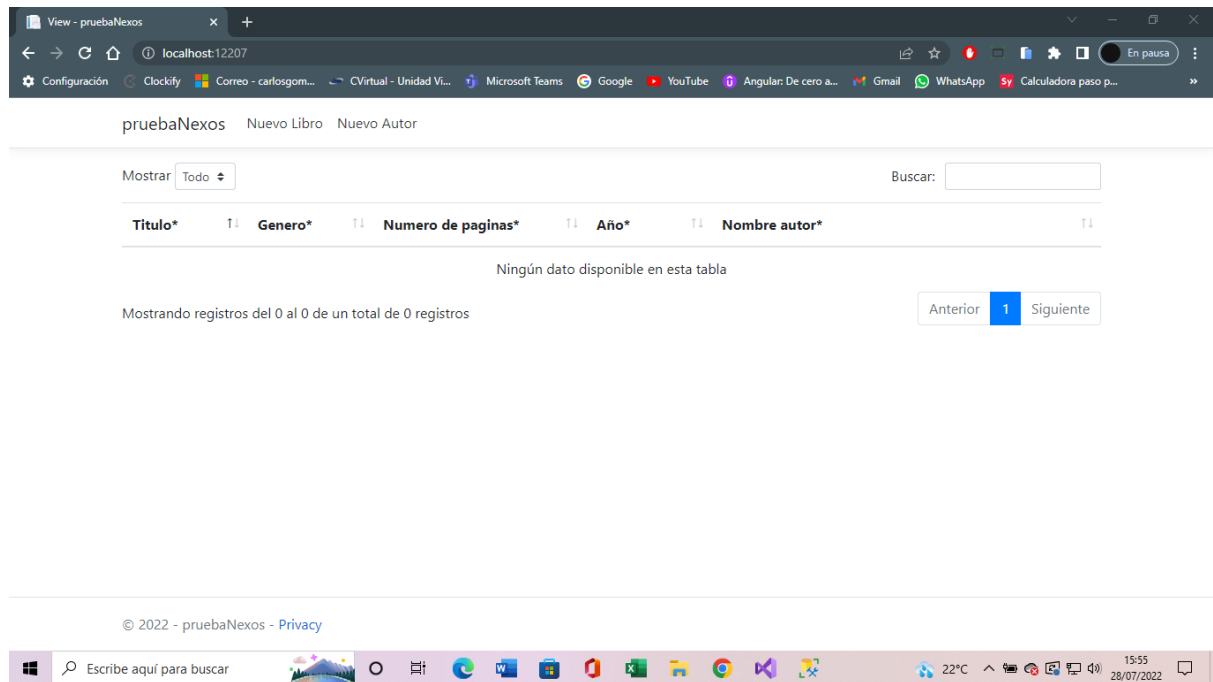 View - pruebaNexos
localhost:12207
En pausa
Configuración Clockify Correo - carlosgom... CVirtual - Unidad Vi... Microsoft Teams Google YouTube Angular: De cero a... Gmail WhatsApp Sy Calculadora paso p... »
pruebaNexos Nuevo Libro Nuevo Autor
Mostrar Todo Buscar:
Titulo* Genero* Numero de paginas* Año* Nombre autor*
Ningún dato disponible en esta tabla
Mostrando registros del 0 al 0 de un total de 0 registros
Anterior 1 Siguiente
© 2022 - pruebaNexos - Privacy
Escribe aquí para buscar
22°C
15:55
28/07/2022